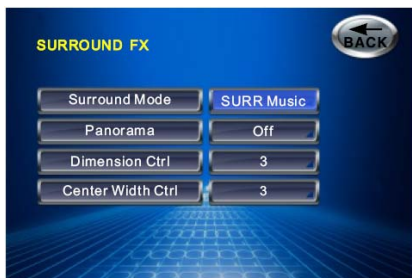 SURROUND FX
BACK
Surround Mode SURR Music
Panorama Off
Dimension Ctrl 3
Center Width Ctrl 3